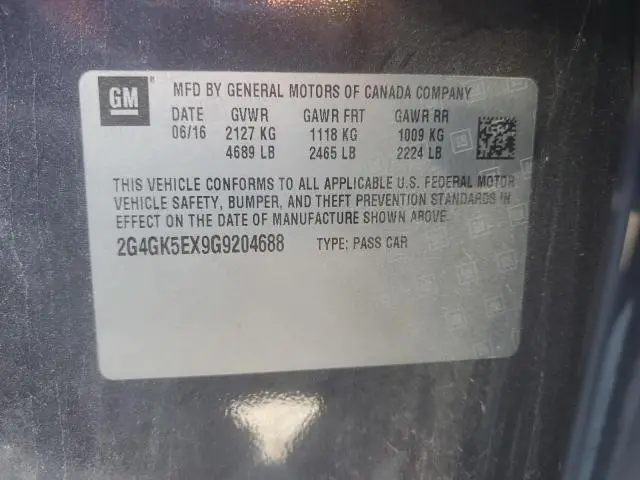 GM
MFD BY GENERAL MOTORS OF CANADA COMPANY
DATE GVWR GAWR FRT GAWR RR
06/16 2127 KG 1118 KG 1009 KG
4689 LB 2465 LB 2224 LB
THIS VEHICLE CONFORMS TO ALL APPLICABLE U.S. FEDERAL MOTOR
VEHICLE SAFETY, BUMPER, AND THEFT PREVENTION STANDARDS IN
EFFECT ON THE DATE OF MANUFACTURE SHOWN ABOVE.
2G4GK5EX9G9204688 TYPE: PASS CAR